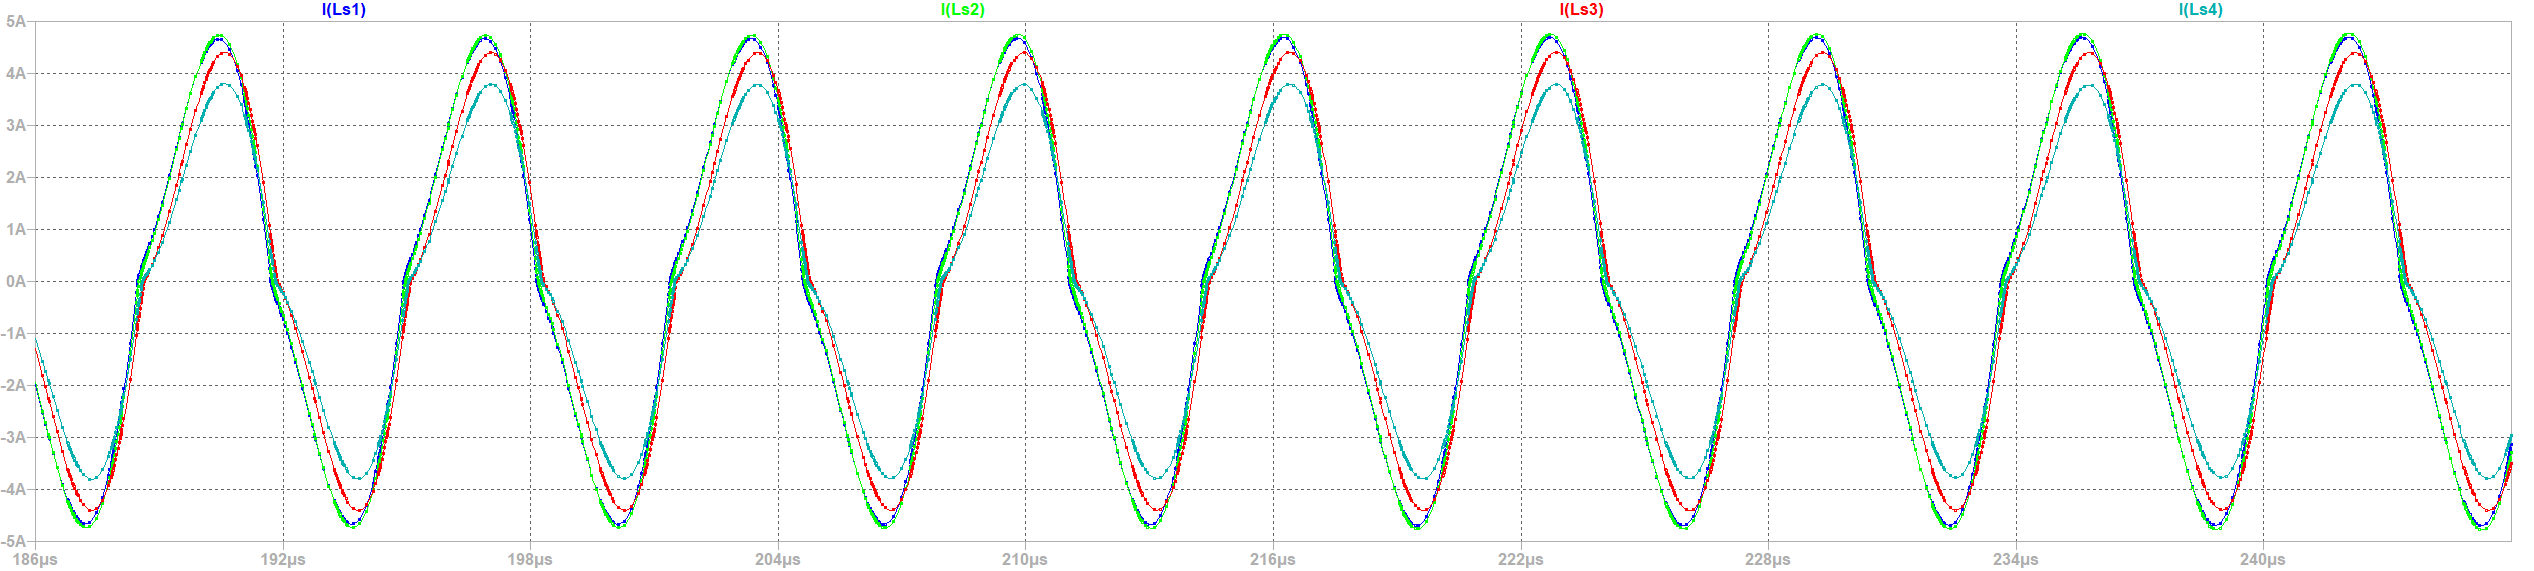 I(Ls1) I(Ls2) I(Ls3) I(Ls4)
5A
4A
3A
2A
1A
0A
-1A
-2A
-3A
-4A
-5A
186µs 192µs 198µs 204µs 210µs 216µs 222µs 228µs 234µs 240µs